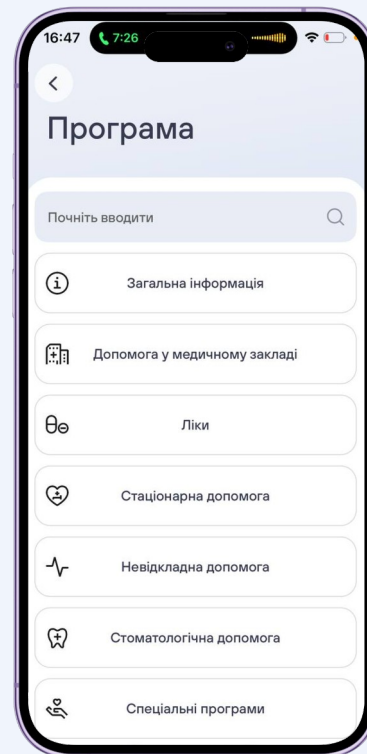 16:47
7:26
Програма
Почніть вводити
Загальна інформація
Допомога у медичному закладі
Ліки
Стаціонарна допомога
Невідкладна допомога
Стоматологічна допомога
Спеціальні програми